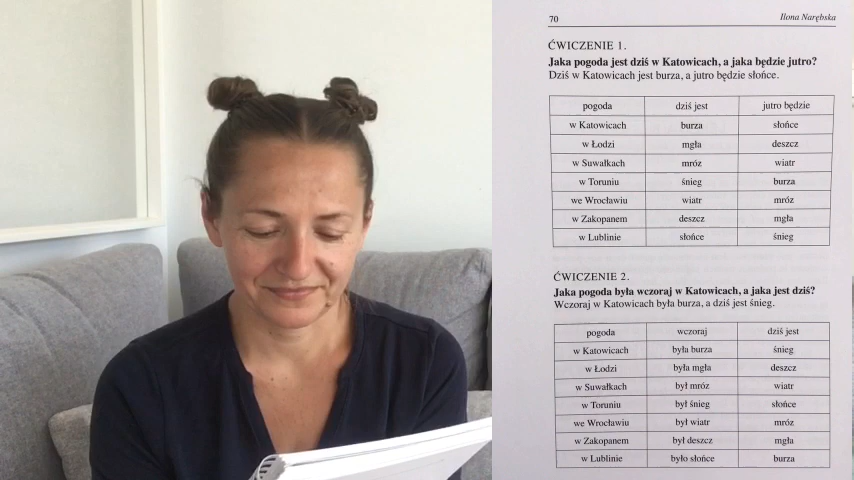 70 Ilona Narębska
ĆWICZENIE 1.
Jaka pogoda jest dziś w Katowicach, a jaka będzie jutro?
Dziś w Katowicach jest burza, a jutro będzie słońce.
pogoda dziś jest jutro będzie
w Katowicach burza słońce
w Łodzi mgła deszcz
w Suwałkach mróz wiatr
w Toruniu śnieg burza
we Wrocławiu wiatr mróz
w Zakopanem deszcz mgła
w Lublinie słońce śnieg
ĆWICZENIE 2.
Jaka pogoda była wczoraj w Katowicach, a jaka jest dziś?
Wczoraj w Katowicach była burza, a dziś jest śnieg.
pogoda wczoraj dziś jest
w Katowicach była burza śnieg
w Łodzi była mgła deszcz
w Suwałkach był mróz wiatr
w Toruniu był śnieg słońce
we Wrocławiu był wiatr mróz
w Zakopanem był deszcz mgła
w Lublinie było słońce burza